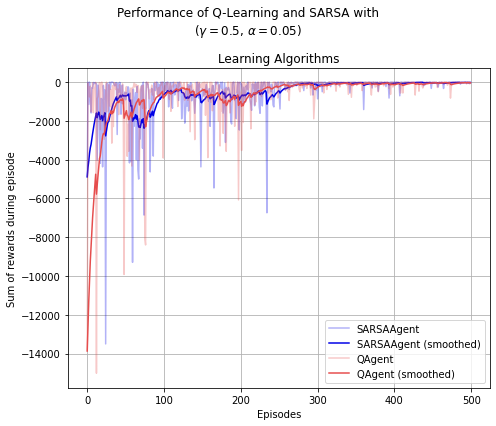 Performance of Q-Learning and SARSA with
(γ = 0.5, α = 0.05)
Learning Algorithms
Sum of rewards during episode
0
−2000
−4000
−6000
−8000
−10000
−12000
−14000
SARSAAgent
SARSAAgent (smoothed)
QAgent
QAgent (smoothed)
0 100 200 300 400 500
Episodes